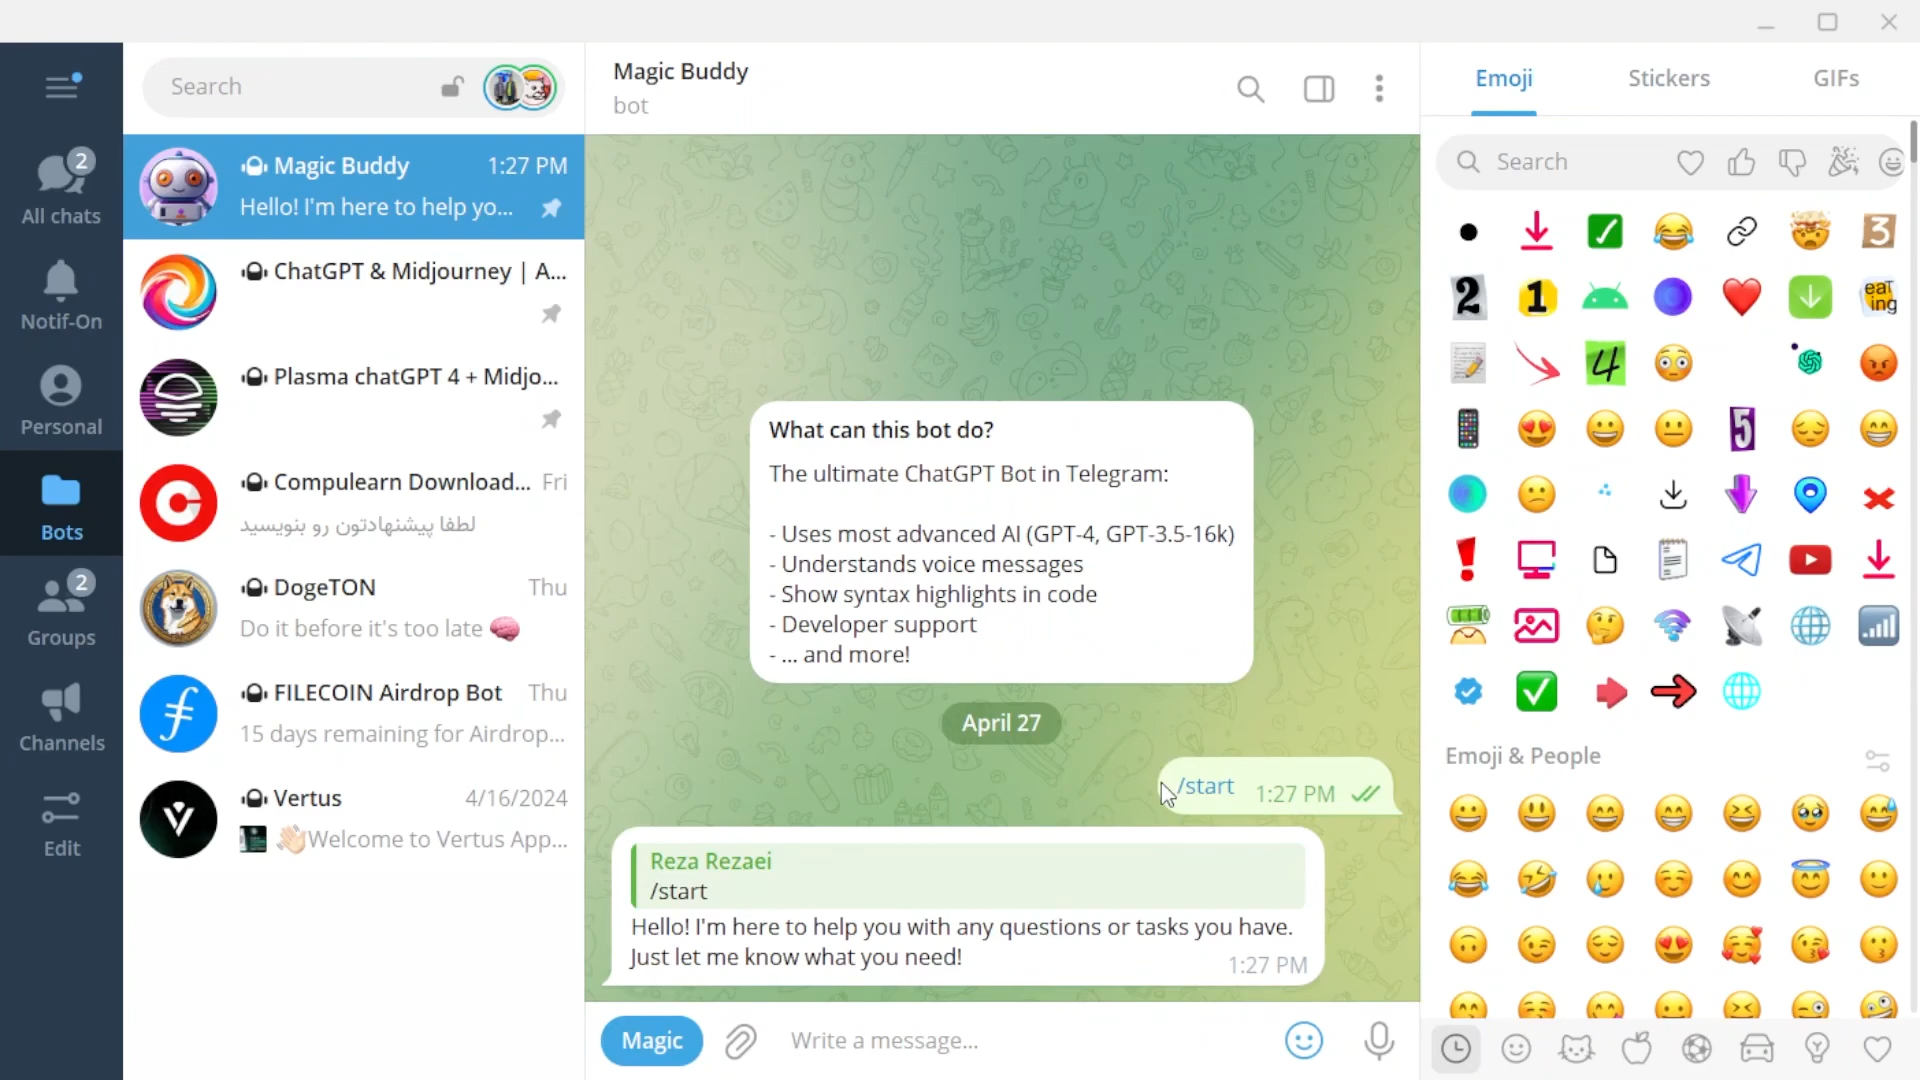 Search
All chats
2
Notif-On
Personal
Bots
Groups
2
Channels
Edit
Magic Buddy 1:27 PM
Hello! I'm here to help yo...
ChatGPT & Midjourney | A...
Plasma chatGPT 4 + Midjo...
Compulearn Download... Fri
لطفا پیشنهادتون رو بنویسید
DogeTON Thu
Do it before it's too late
FILECOIN Airdrop Bot Thu
15 days remaining for Airdrop...
Vertus 4/16/2024
Welcome to Vertus App...
Magic Buddy
bot
What can this bot do?
The ultimate ChatGPT Bot in Telegram:
- Uses most advanced AI (GPT-4, GPT-3.5-16k)
- Understands voice messages
- Show syntax highlights in code
- Developer support
- ... and more!
April 27
/start 1:27 PM
Reza Rezaei
/start
Hello! I'm here to help you with any questions or tasks you have.
Just let me know what you need!
1:27 PM
Magic
Write a message...
Emoji Stickers GIFs
Search
3
2 1 eat
ing
4
5
Emoji & People